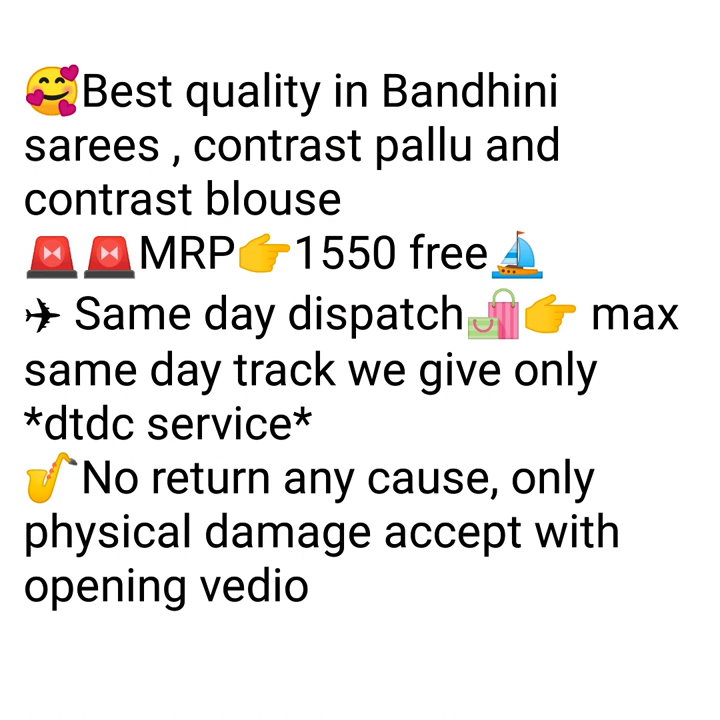 🥰Best quality in Bandhini
sarees , contrast pallu and
contrast blouse
🚨🚨MRP👉1550 free⛵
✈ Same day dispatch🛍👉 max
same day track we give only
*dtdc service*
🎷No return any cause, only
physical damage accept with
opening vedio